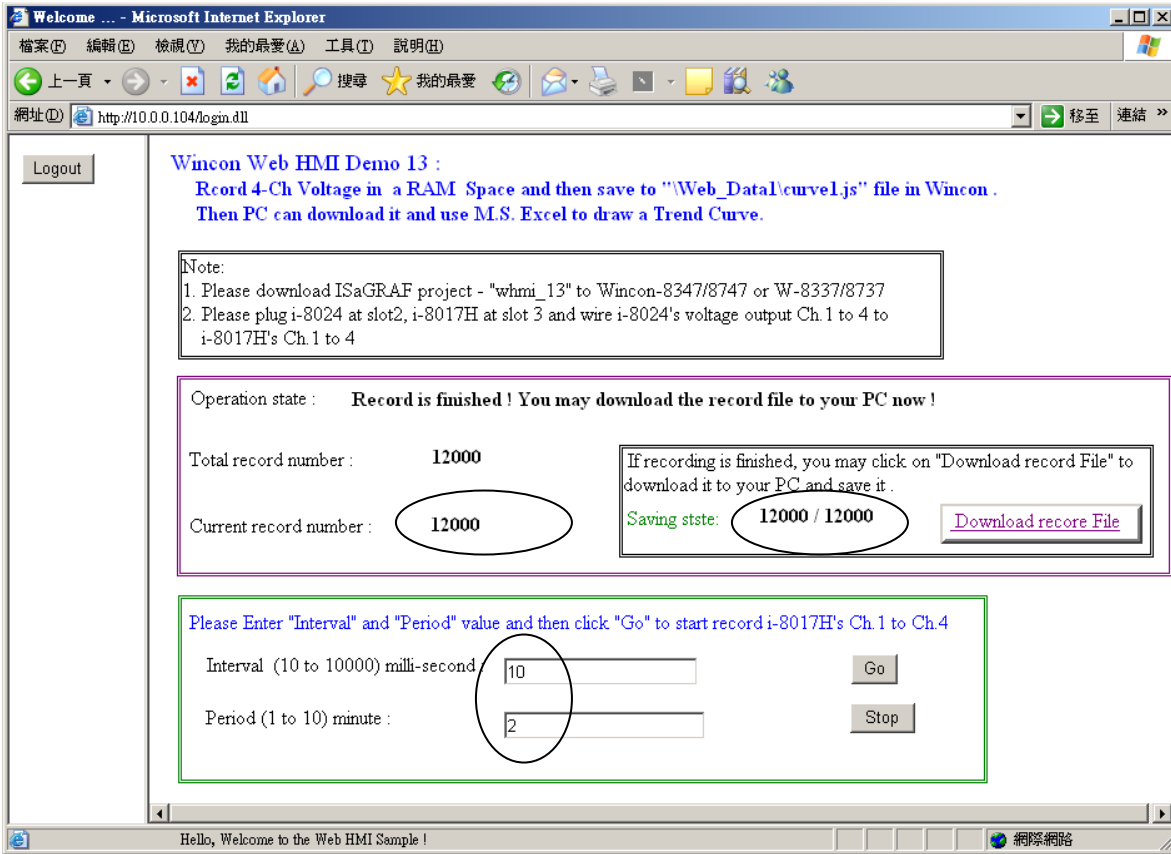 Welcome ... - Microsoft Internet Explorer
檔案(F) 編輯(E) 檢視(V) 我的最愛(A) 工具(T) 說明(H)
上一頁 搜尋 我的最愛
網址(D) http://10.0.0.104/login.dll 移至 連結 »
Logout
Wincon Web HMI Demo 13 :
Rcord 4-Ch Voltage in a RAM Space and then save to "\Web_Data1\curve1.js" file in Wincon .
Then PC can download it and use M.S. Excel to draw a Trend Curve.
Note:
1. Please download ISaGRAF project - "whmi_13" to Wincon-8347/8747 or W-8337/8737
2. Please plug i-8024 at slot2, i-8017H at slot 3 and wire i-8024's voltage output Ch.1 to 4 to
i-8017H's Ch.1 to 4
Operation state : Record is finished ! You may download the record file to your PC now !
Total record number : 12000
If recording is finished, you may click on "Download record File" to
download it to your PC and save it .
Current record number : 12000
Saving stste: 12000 / 12000 Download recore File
Please Enter "Interval" and "Period" value and then click "Go" to start record i-8017H's Ch.1 to Ch.4
Interval (10 to 10000) milli-second : 10 Go
Period (1 to 10) minute : 2 Stop
Hello, Welcome to the Web HMI Sample ! 網際網路